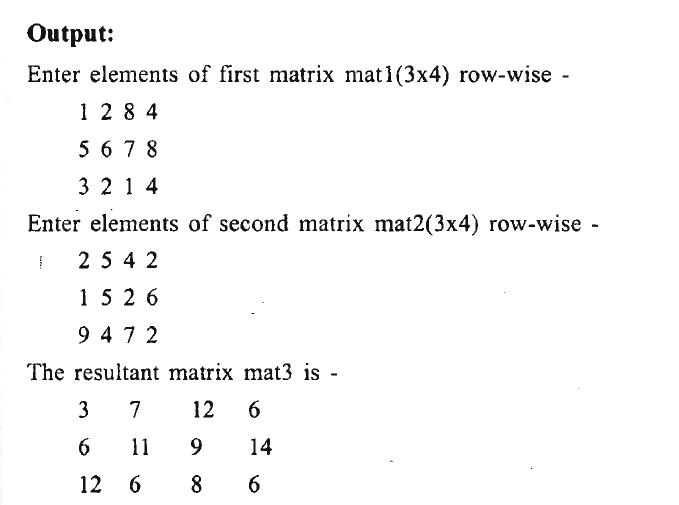 Output:
Enter elements of first matrix mat1(3x4) row-wise -
1 2 8 4
5 6 7 8
3 2 1 4
Enter elements of second matrix mat2(3x4) row-wise -
2 5 4 2
1 5 2 6
9 4 7 2
The resultant matrix mat3 is -
3 7 12 6
6 11 9 14
12 6 8 6